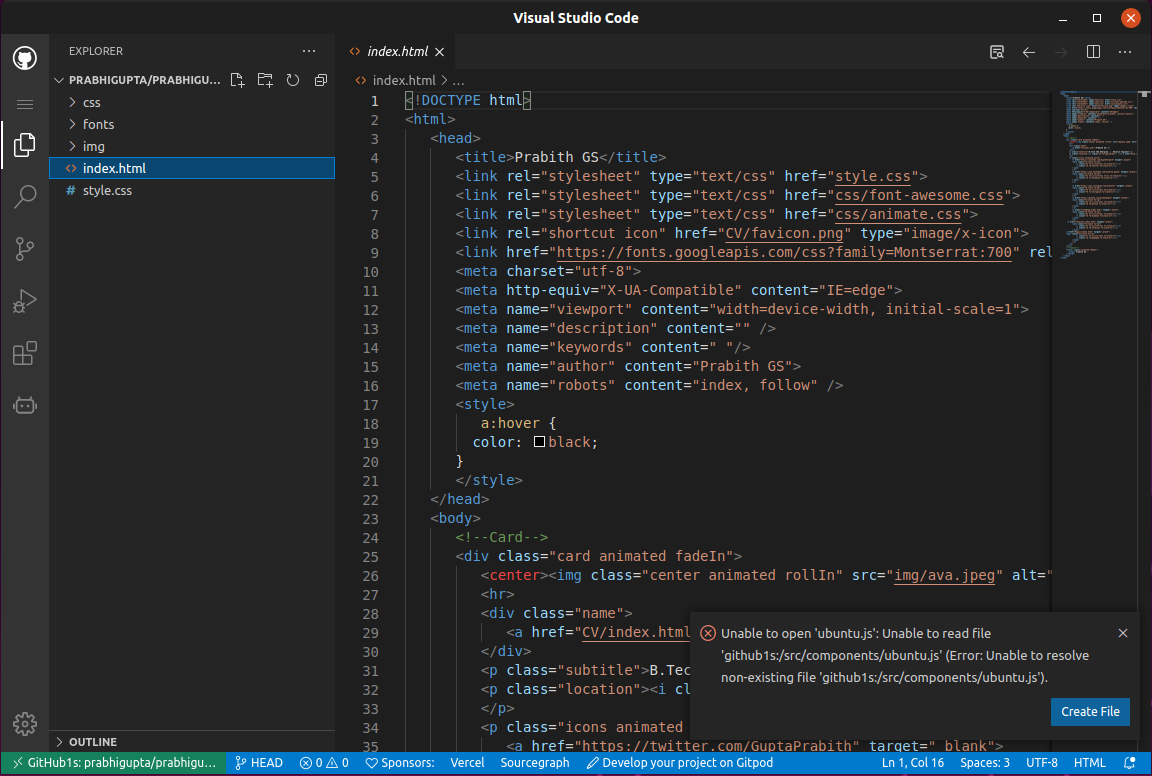 Visual Studio Code
EXPLORER
PRABHIGUPTA/PRABHIGU...
css
fonts
img
index.html
style.css
OUTLINE
index.html
index.html > ...
1 <!DOCTYPE html>
2 <html>
3 <head>
4 <title>Prabith GS</title>
5 <link rel="stylesheet" type="text/css" href="style.css">
6 <link rel="stylesheet" type="text/css" href="css/font-awesome.css">
7 <link rel="stylesheet" type="text/css" href="css/animate.css">
8 <link rel="shortcut icon" href="CV/favicon.png" type="image/x-icon">
9 <link href="https://fonts.googleapis.com/css?family=Montserrat:700" rel
10 <meta charset="utf-8">
11 <meta http-equiv="X-UA-Compatible" content="IE=edge">
12 <meta name="viewport" content="width=device-width, initial-scale=1">
13 <meta name="description" content="" />
14 <meta name="keywords" content=" "/>
15 <meta name="author" content="Prabith GS">
16 <meta name="robots" content="index, follow" />
17 <style>
18 a:hover {
19 color: black;
20 }
21 </style>
22 </head>
23 <body>
24 <!--Card-->
25 <div class="card animated fadeIn">
26 <center><img class="center animated rollIn" src="img/ava.jpeg" alt="
27 <hr>
28 <div class="name">
29 <a href="CV/index.html
30 </div>
31 <p class="subtitle">B.Tec
32 <p class="location"><i cl
33 </p>
34 <p class="icons animated
35 <a href="https://twitter.com/GuptaPrabith" target="_blank">
Unable to open 'ubuntu.js': Unable to read file
'github1s:/src/components/ubuntu.js' (Error: Unable to resolve
non-existing file 'github1s:/src/components/ubuntu.js').
Create File
GitHub1s: prabhigupta/prabhigu... HEAD 0 0 Sponsors: Vercel Sourcegraph Develop your project on Gitpod Ln 1, Col 16 Spaces: 3 UTF-8 HTML